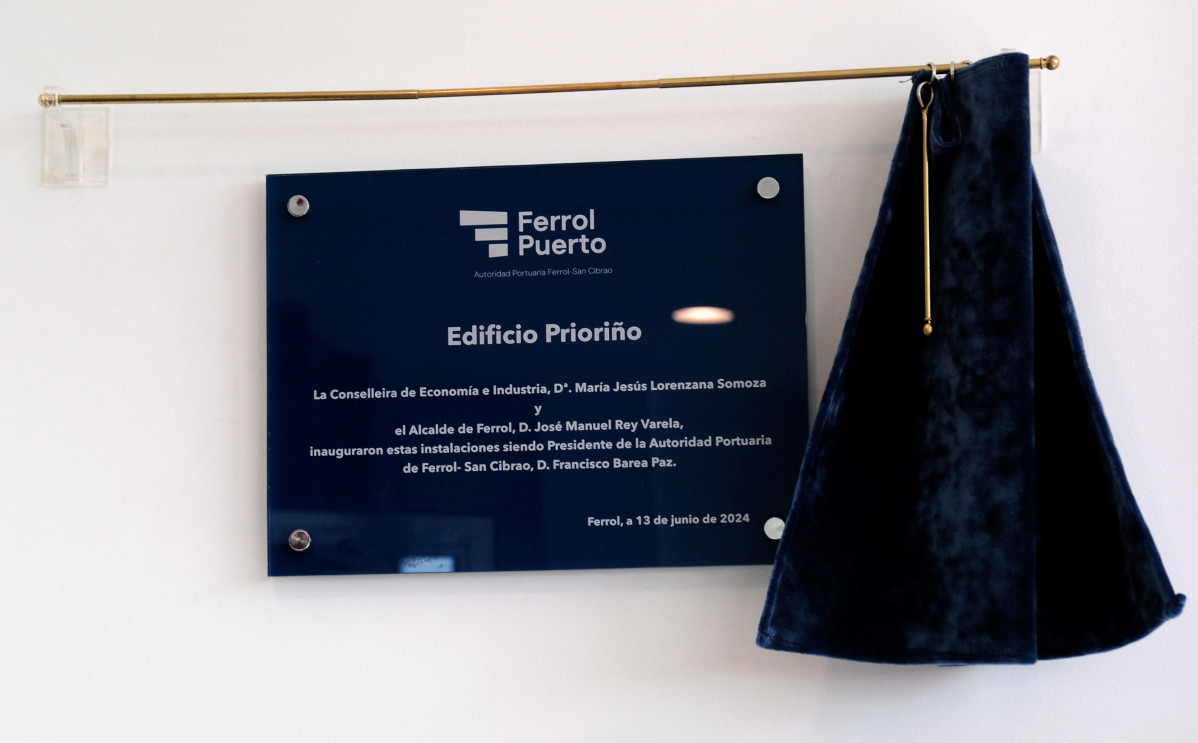 Ferrol
Puerto
Autoridad Portuaria Ferrol-San Cibrao
Edificio Prioriño
La Conselleira de Economía e Industria, Dª. María Jesús Lorenzana Somoza
y
el Alcalde de Ferrol, D. José Manuel Rey Varela,
inauguraron estas instalaciones siendo Presidente de la Autoridad Portuaria
de Ferrol- San Cibrao, D. Francisco Barea Paz.
Ferrol, a 13 de junio de 2024